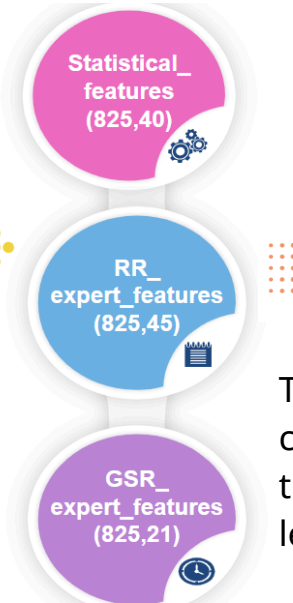 Statistical_
features
(825,40)
RR_
expert_features
(825,45)
GSR_
expert_features
(825,21)